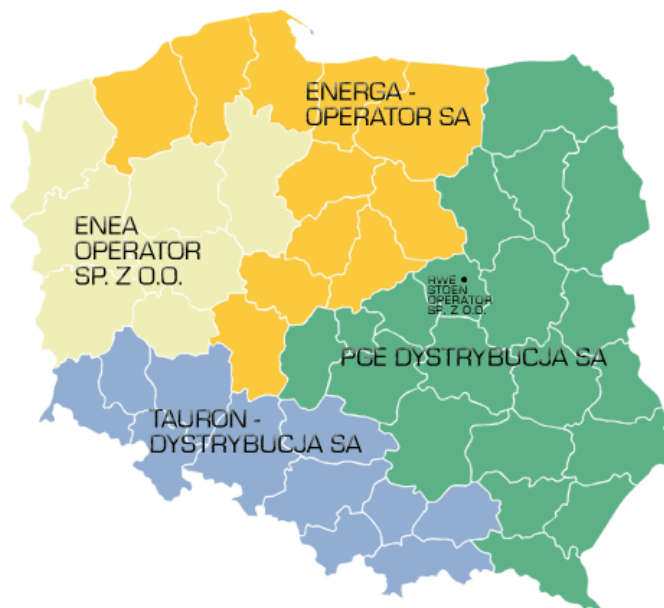 ENERGA -
OPERATOR SA
ENEA
OPERATOR
SP. Z O.O.
RWE
STOEN
OPERATOR
SP. Z O.O.
PGE DYSTRYBUCJA SA
TAURON -
DYSTRYBUCJA SA